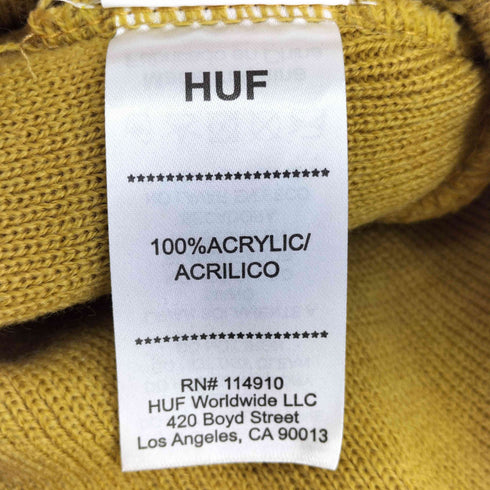 HUF
********************************
100%ACRYLIC/
ACRILICO
********************************
RN# 114910
HUF Worldwide LLC
420 Boyd Street
Los Angeles, CA 90013